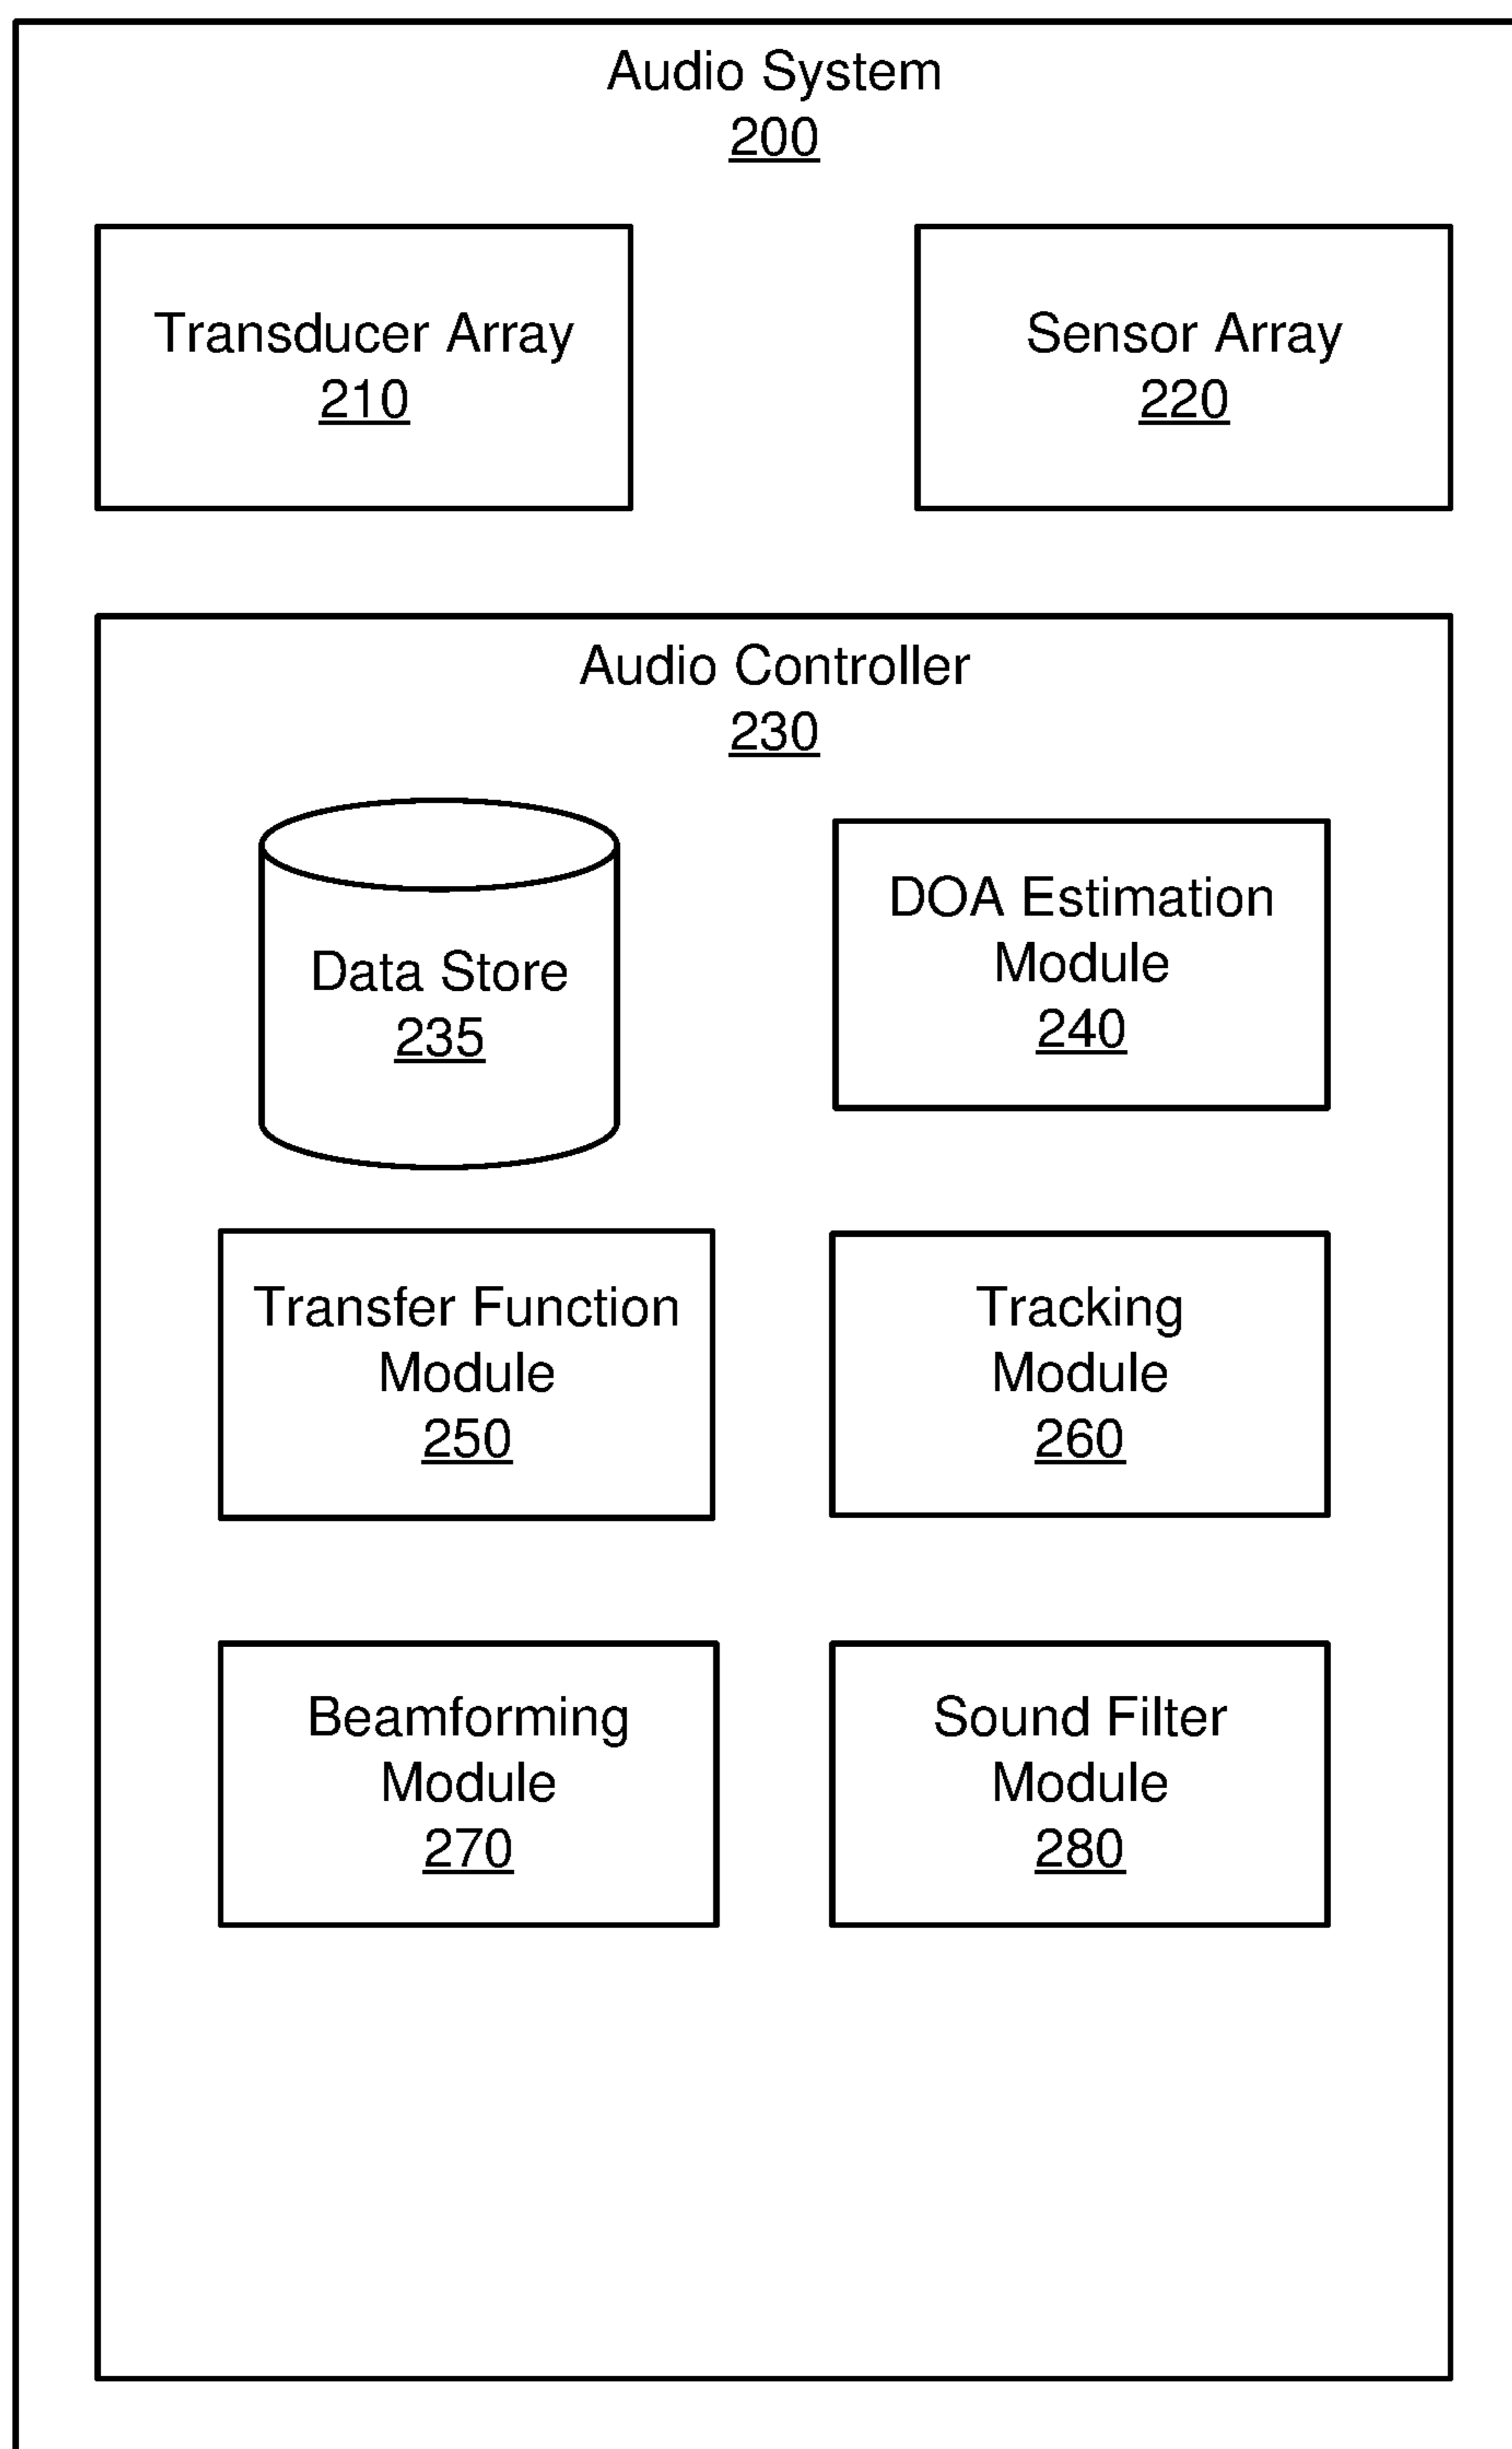 Audio System
200
Transducer Array
210
Sensor Array
220
Audio Controller
230
Data Store
235
DOA Estimation
Module
240
Transfer Function
Module
250
Tracking
Module
260
Beamforming
Module
270
Sound Filter
Module
280